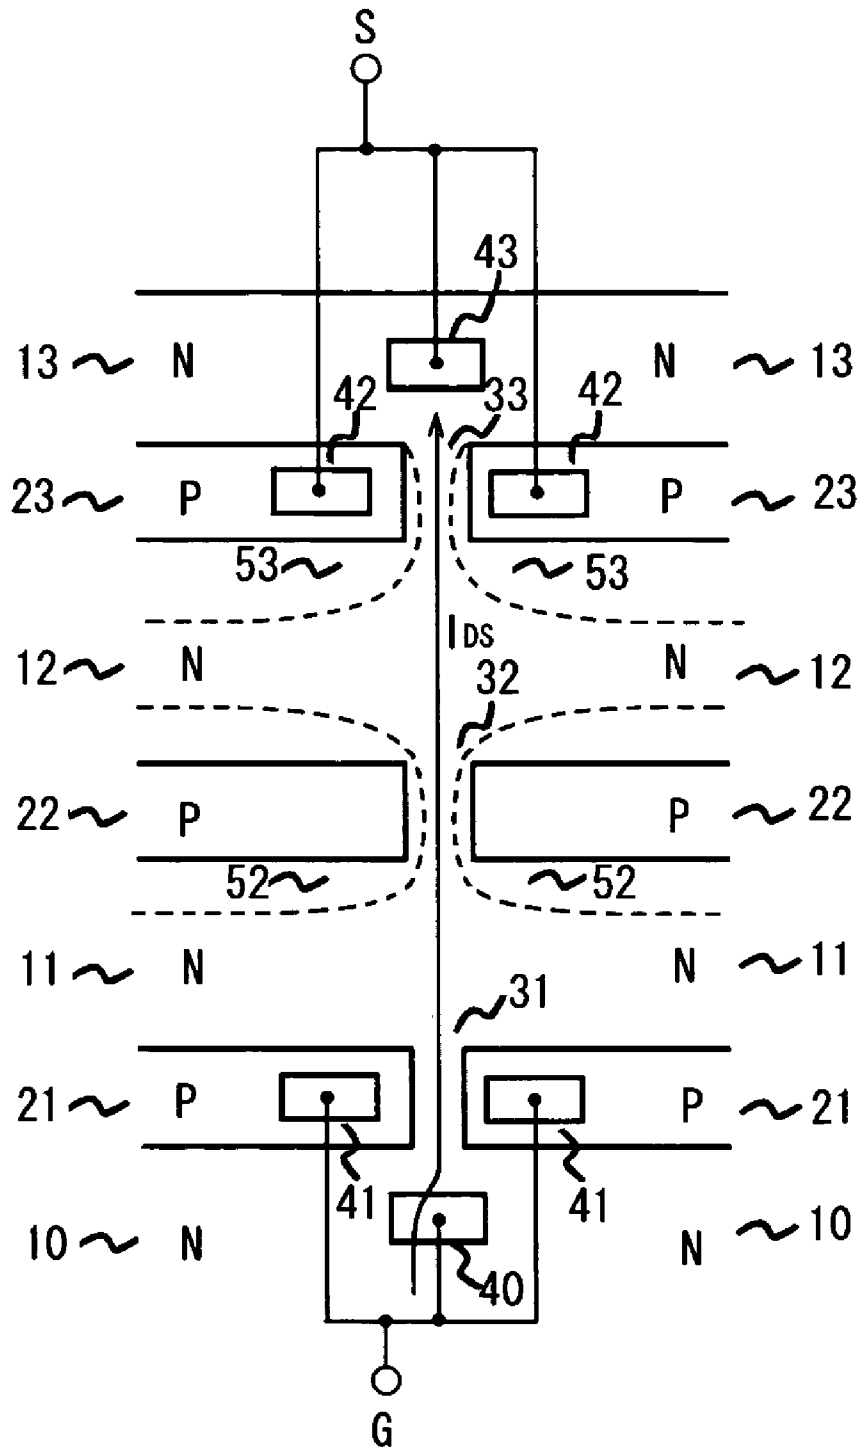 S
43
13 N N 13
42 33 42
23 P P 23
53 53
IDS
12 N N 12
32
22 P P 22
52 52
11 N N 11
31
21 P P 21
41 41
10 N N 10
40
G